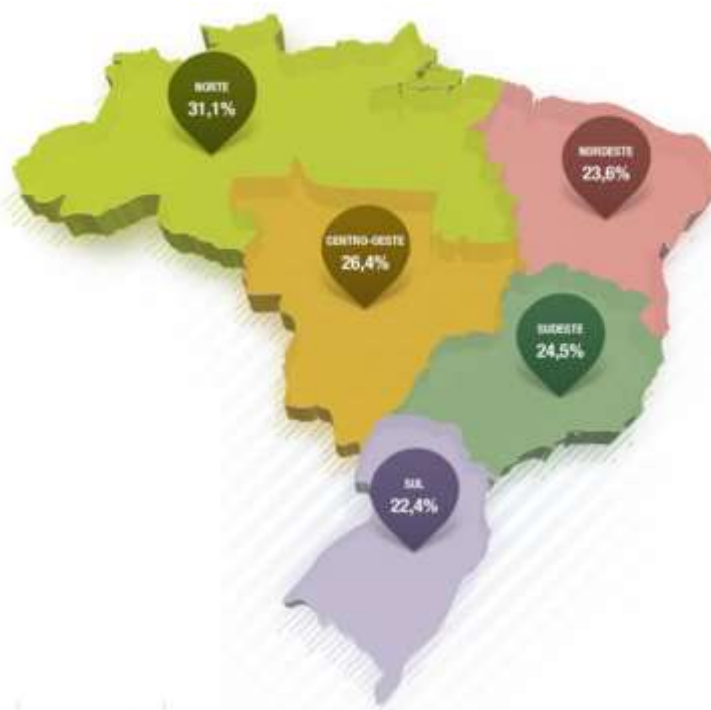 NORTE
31,1%
NORDESTE
23,6%
CENTRO-OESTE
26,4%
SUDESTE
24,5%
SUL
22,4%